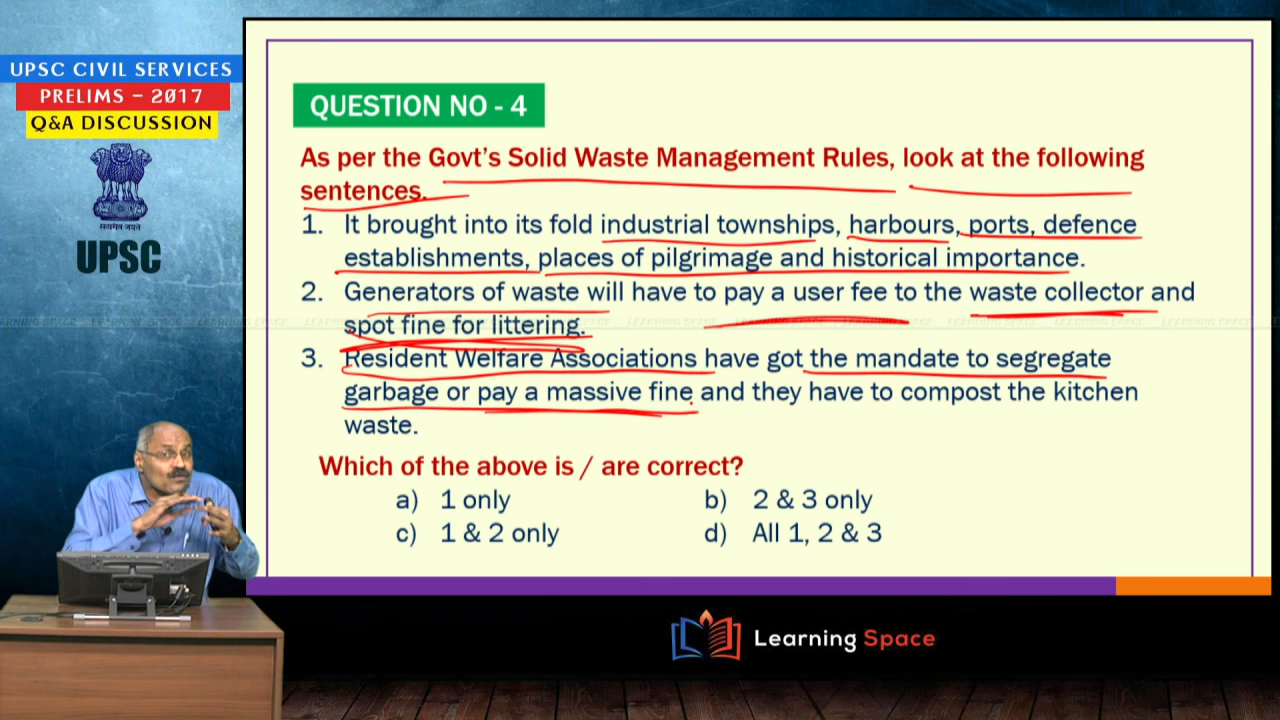 UPSC CIVIL SERVICES
PRELIMS – 2017
Q&A DISCUSSION
सत्यमेव जयते
UPSC
QUESTION NO - 4
As per the Govt's Solid Waste Management Rules, look at the following
sentences.
1. It brought into its fold industrial townships, harbours, ports, defence
establishments, places of pilgrimage and historical importance.
2. Generators of waste will have to pay a user fee to the waste collector and
spot fine for littering.
3. Resident Welfare Associations have got the mandate to segregate
garbage or pay a massive fine and they have to compost the kitchen
waste.
Which of the above is / are correct?
a) 1 only b) 2 & 3 only
c) 1 & 2 only d) All 1, 2 & 3
Learning Space